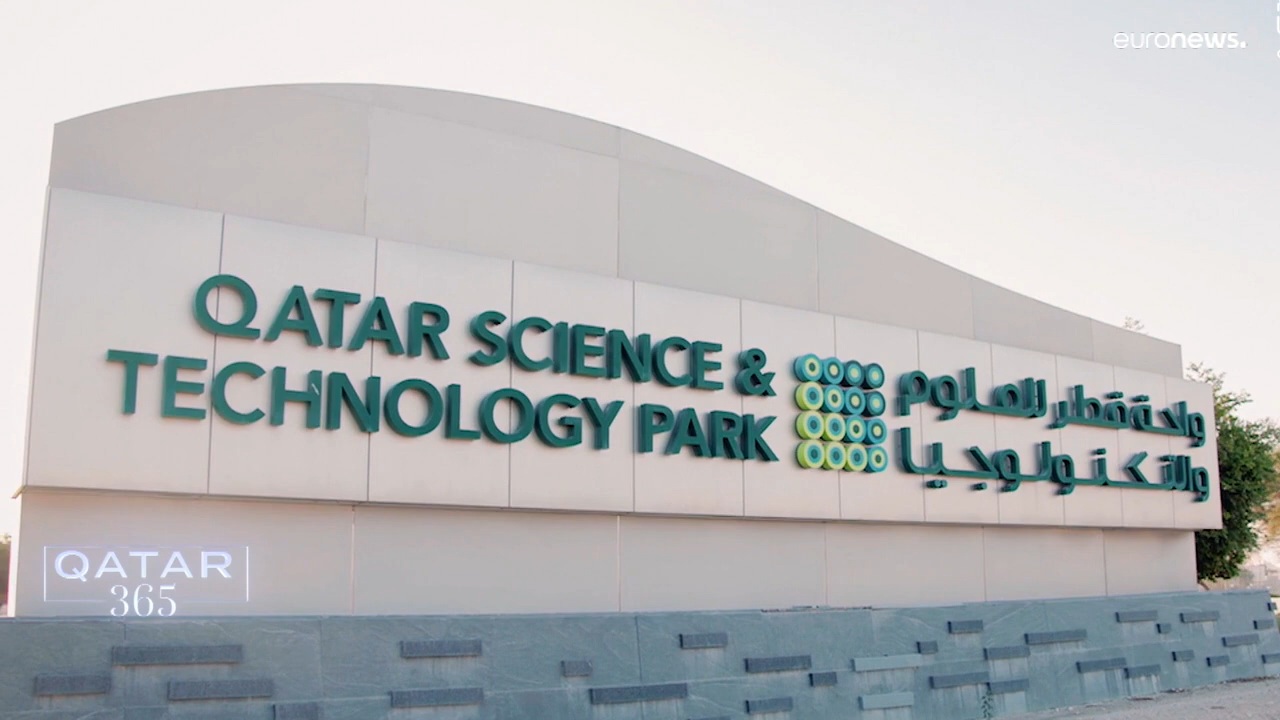 euronews.
QATAR SCIENCE &
TECHNOLOGY PARK
واحة قطر للعلوم
والتكنولوجيا
QATAR
365